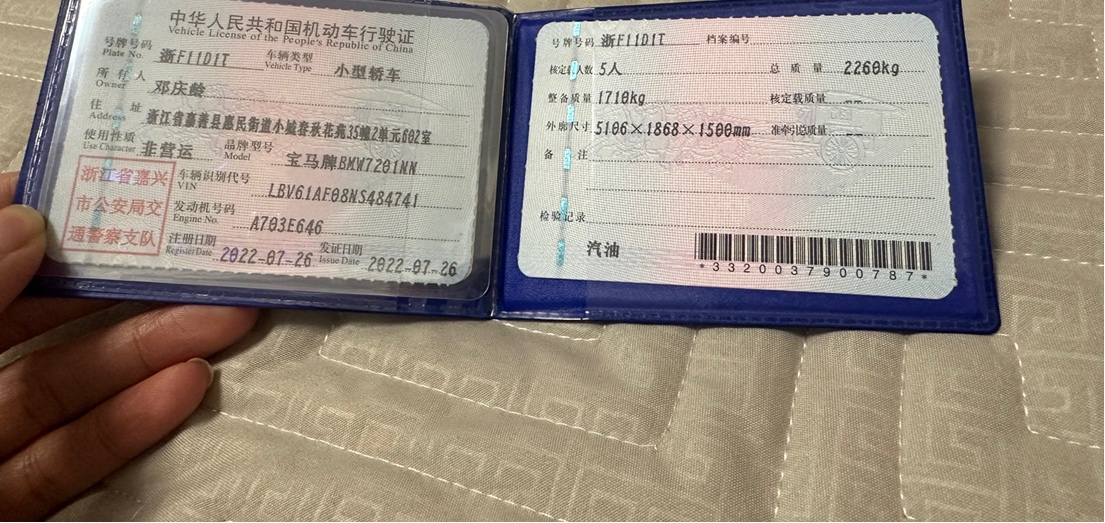 中华人民共和国机动车行驶证
Vehicle License of the People's Republic of China
号牌号码 浙F11D1T 车辆类型 小型轿车
Plate No. Vehicle Type
所有人 邓庆龄
Owner
住址 浙江省嘉善县惠民街道小城春秋花苑35幢2单元602室
Address
使用性质 非营运 品牌型号 宝马牌BMW7201NN
Use Character Model
浙江省嘉兴
市公安局交
通警察支队
车辆识别代号 LBV61AF08NS484741
VIN
发动机号码 A703E646
Engine No.
注册日期 2022-07-26 发证日期 2022-07-26
Register Date Issue Date
号牌号码 浙F11D1T 档案编号
核定载人数 5人 总质量 2260kg
整备质量 1710kg 核定载质量 --
外廓尺寸 5106×1868×1500mm 准牵引总质量 --
备注
检验记录
汽油
*3320037900787*